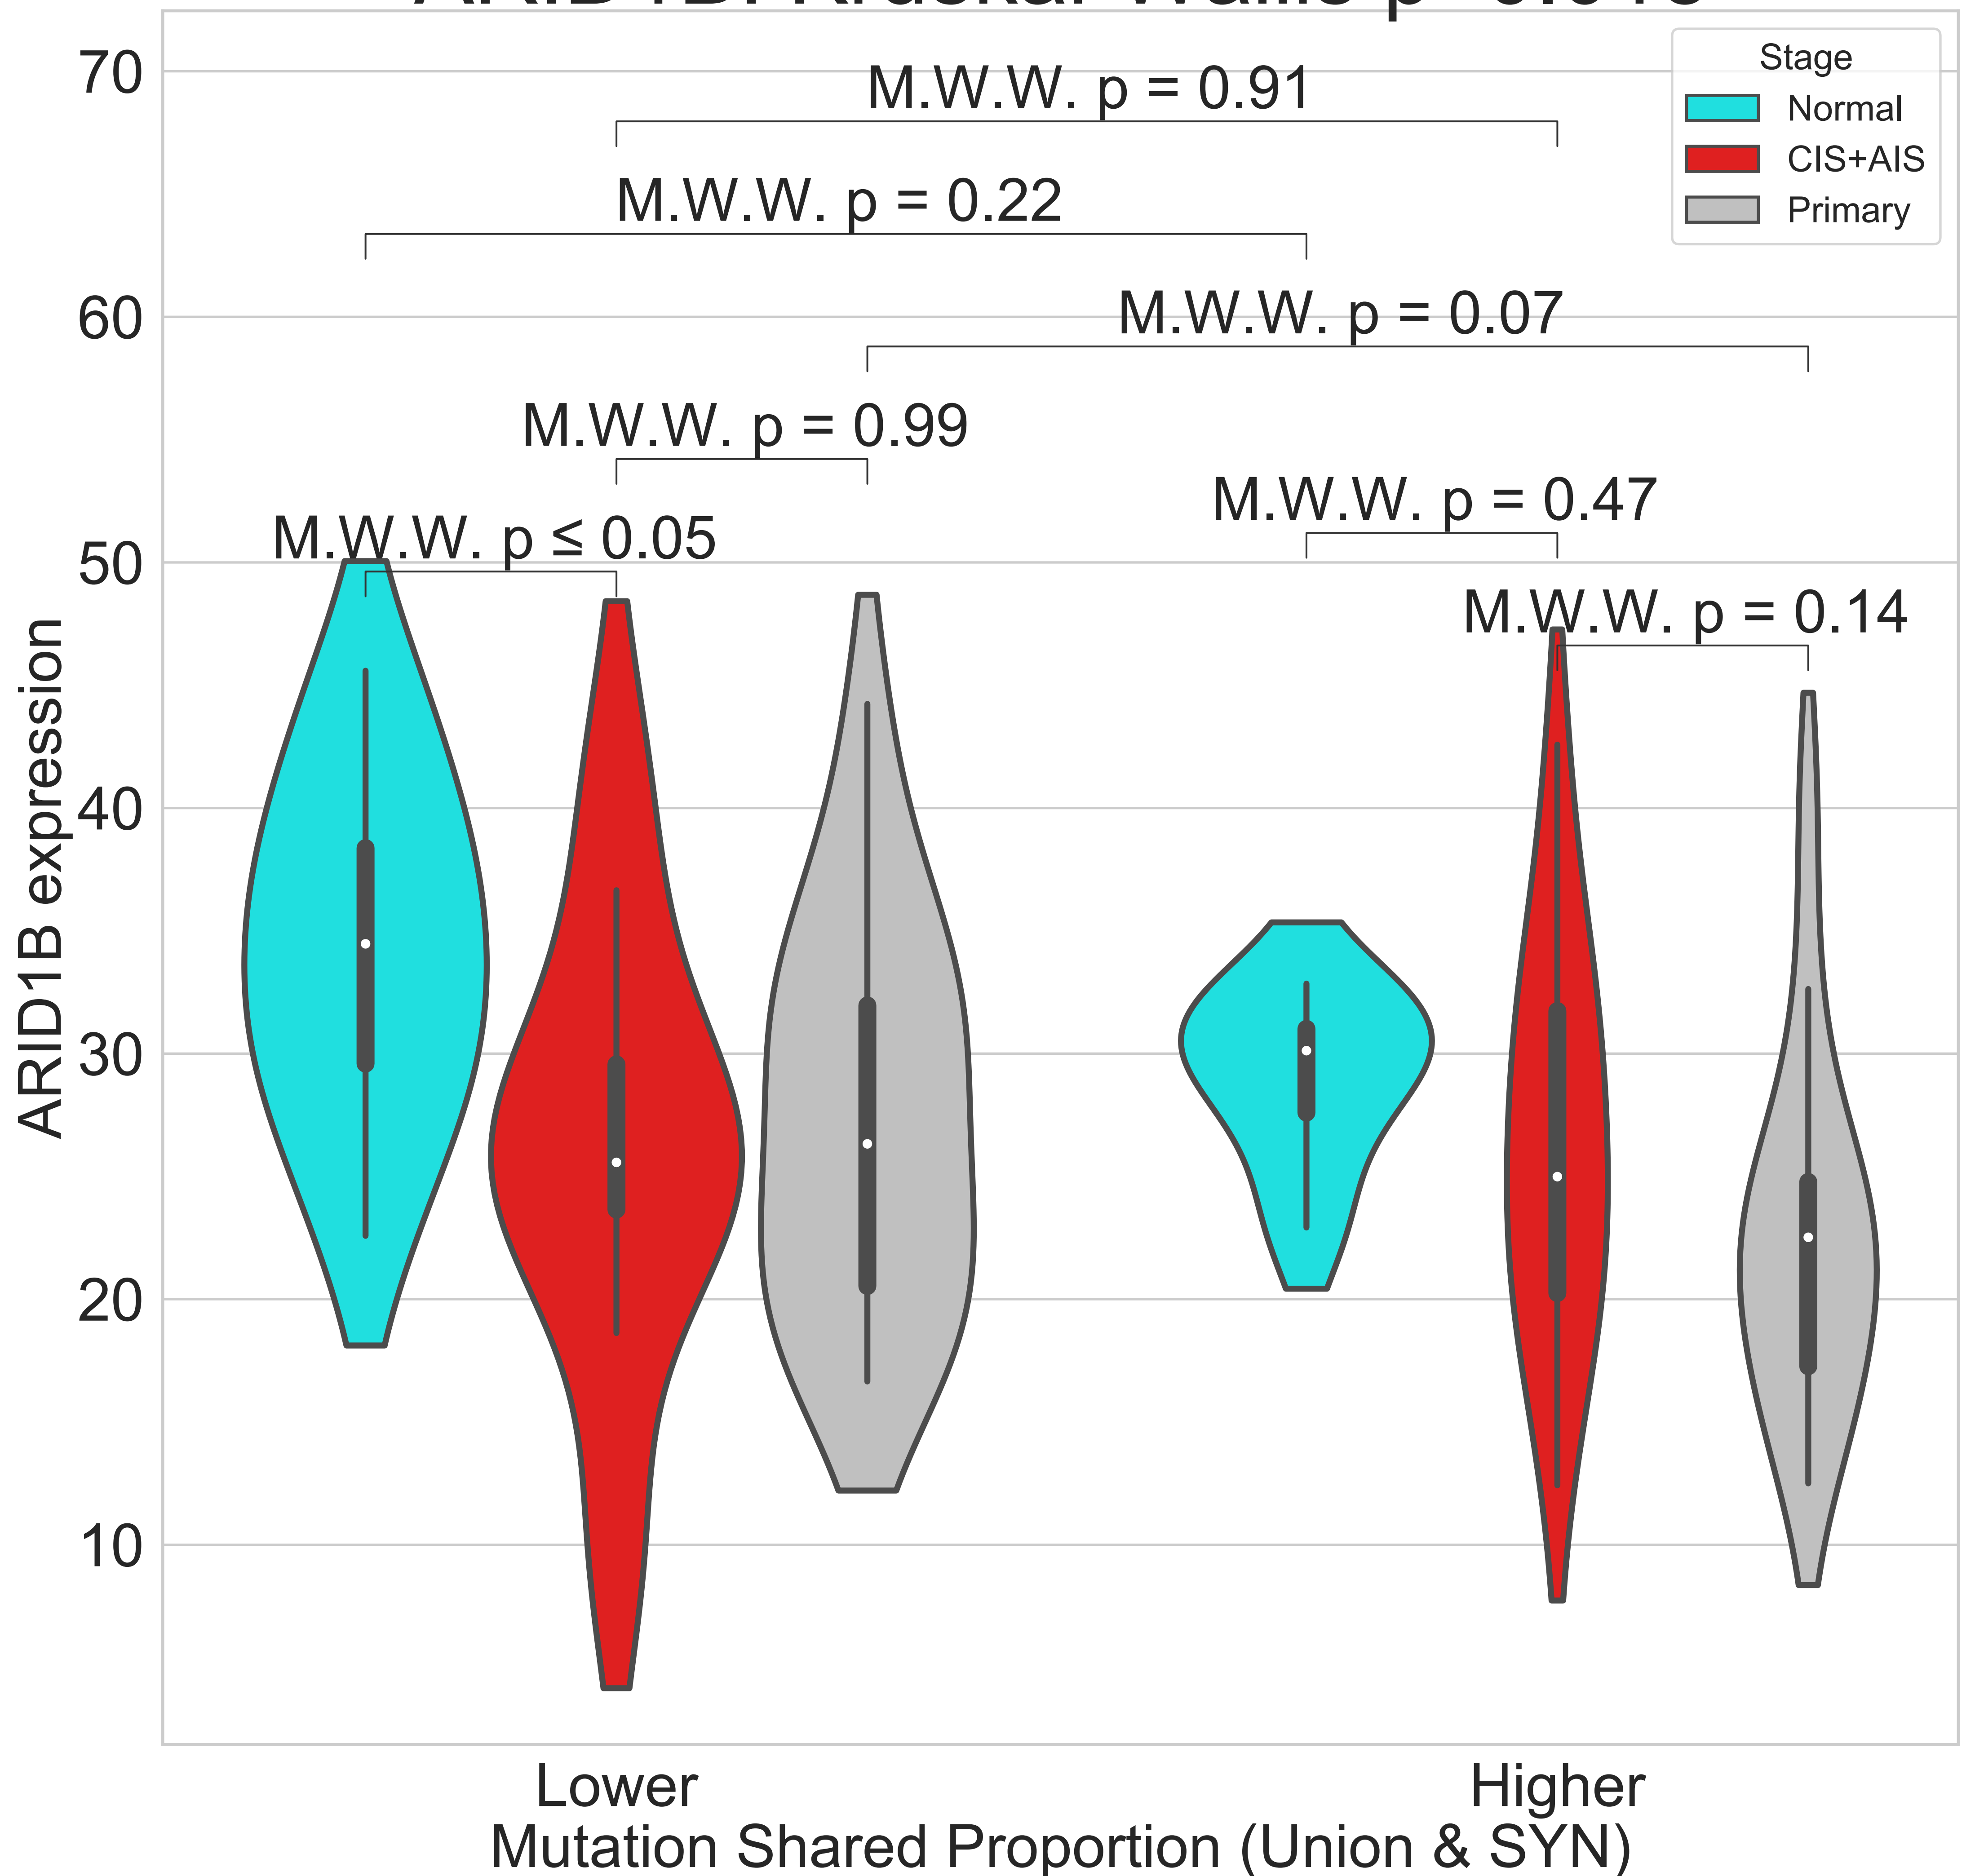 70
60
50
40
30
20
10
ARID1B expression
M.W.W. p = 0.91
M.W.W. p = 0.22
M.W.W. p = 0.07
M.W.W. p = 0.99
M.W.W. p = 0.47
M.W.W. p ≤ 0.05
M.W.W. p = 0.14
Stage
Normal
CIS+AIS
Primary
Lower
Higher
Mutation Shared Proportion (Union & SYN)